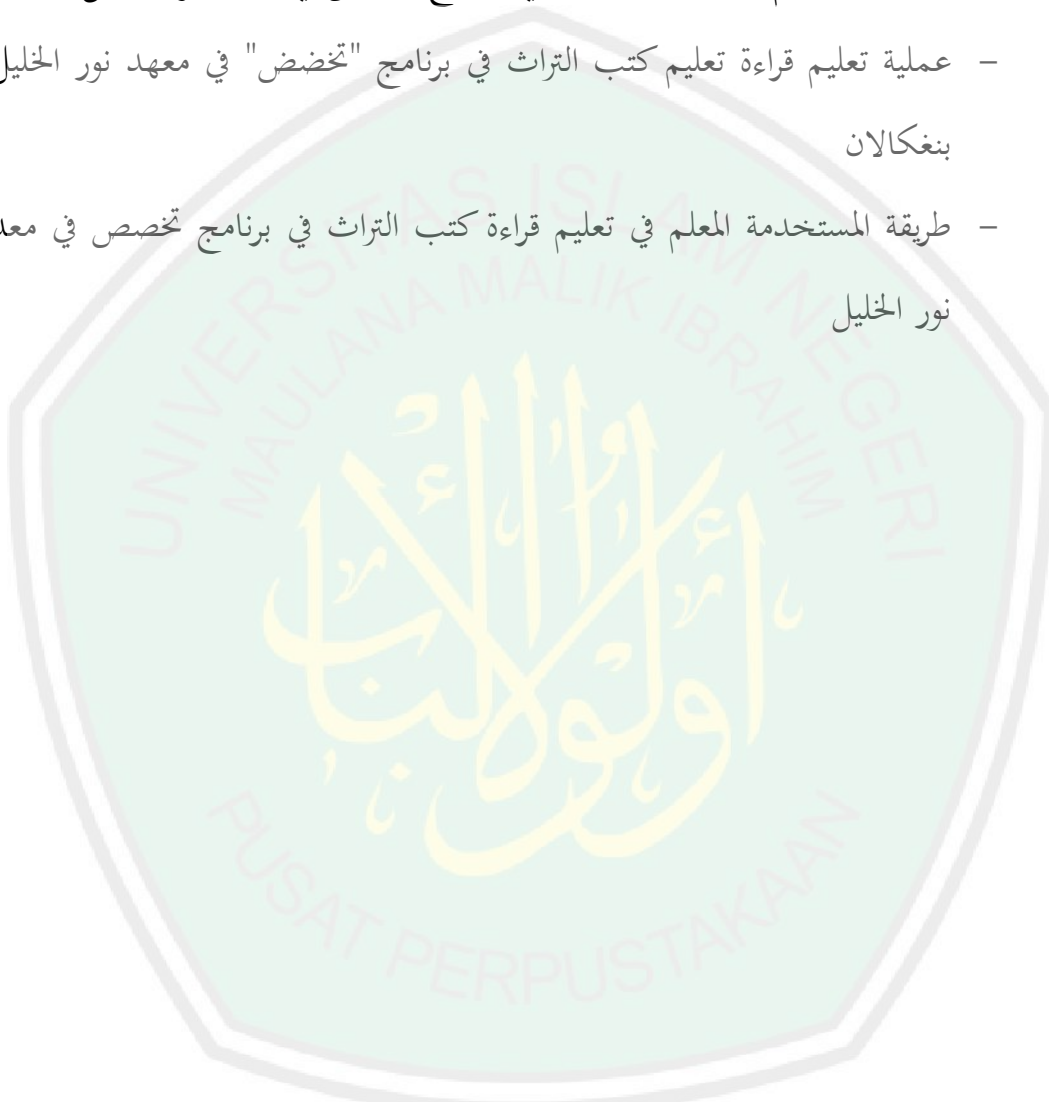 – عملية تعليم قراءة تعليم كتب التراث في برنامج "تخضض" في معهد نور الخليل
بنغكالان
– طريقة المستخدمة المعلم في تعليم قراءة كتب التراث في برنامج تخصص في
نور الخليل
UNIVERSITAS ISLAM NEGERI
MAULANA MALIK IBRAHIM
أولوا الألباب
PUSAT PERPUSTAKAAN